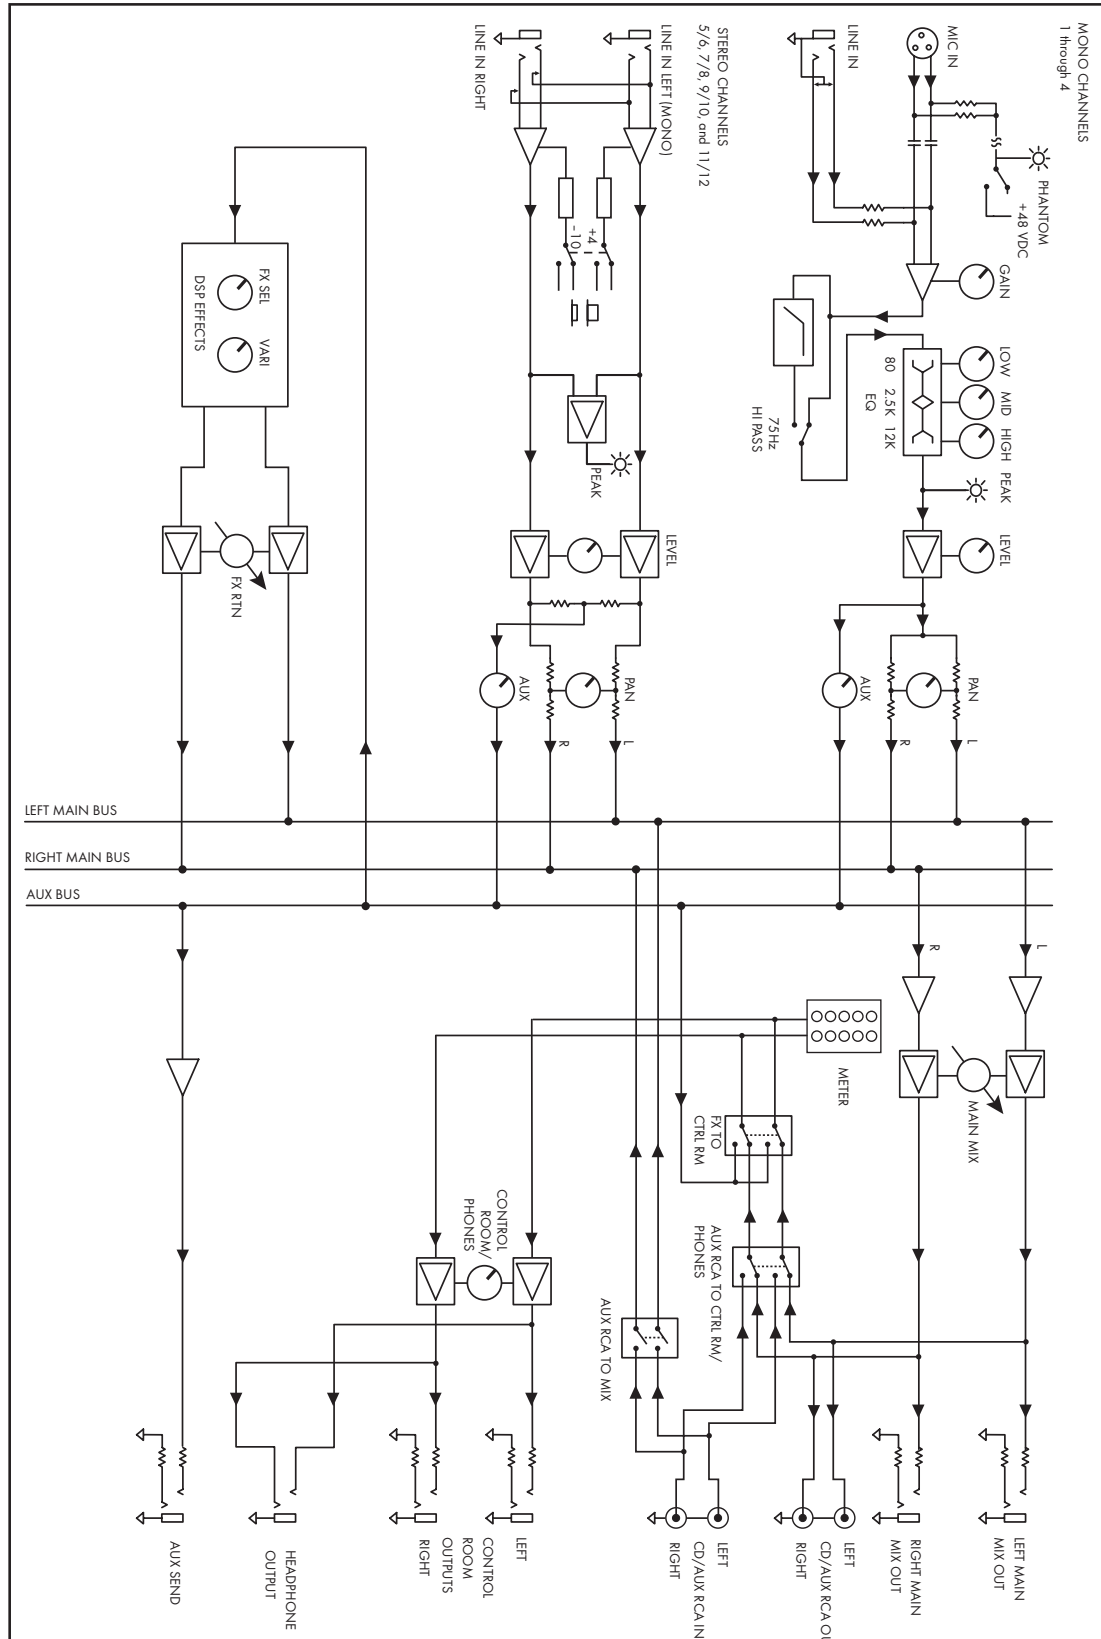 MONO CHANNELS
1 through 4
MIC IN
PHANTOM
+48 VDC
LINE IN
GAIN
LOW
MID
HIGH
80
2.5K
12K
EQ
75Hz
HI PASS
PEAK
LEVEL
PAN
AUX
L
R
STEREO CHANNELS
5/6, 7/8, 9/10, and 11/12
LINE IN LEFT (MONO)
LINE IN RIGHT
+4
-10
PEAK
LEVEL
PAN
AUX
L
R
FX SEL
VARI
DSP EFFECTS
FX RTN
LEFT MAIN BUS
RIGHT MAIN BUS
AUX BUS
L
R
MAIN MIX
METER
FX TO
CTRL RM
AUX RCA TO CTRL RM/
PHONES
AUX RCA TO MIX
CONTROL
ROOM/
PHONES
LEFT MAIN
MIX OUT
RIGHT MAIN
MIX OUT
LEFT
CD/AUX RCA OU
RIGHT
LEFT
CD/AUX RCA IN
RIGHT
LEFT
CONTROL
ROOM
OUTPUTS
RIGHT
HEADPHONE
OUTPUT
AUX SEND